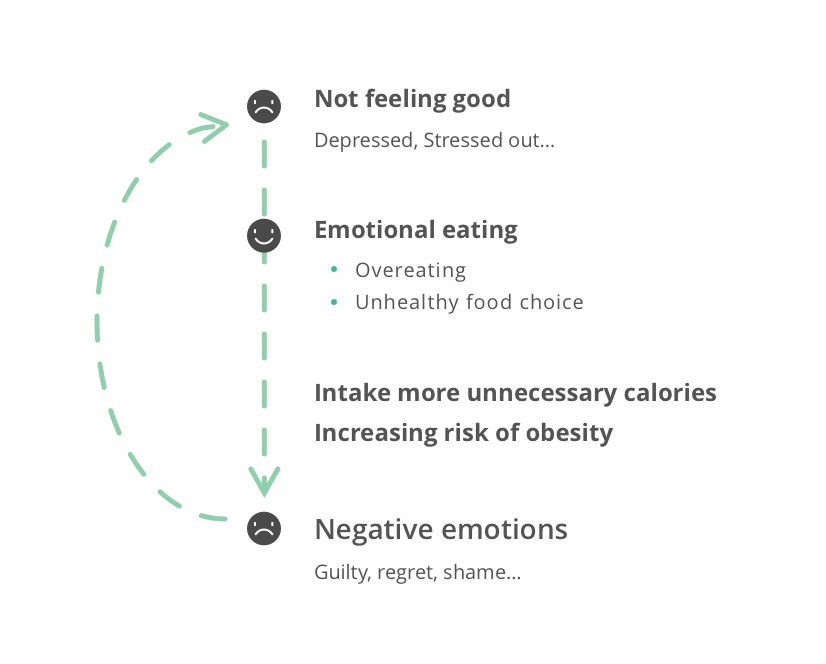 Not feeling good
Depressed, Stressed out...
Emotional eating
• Overeating
• Unhealthy food choice
Intake more unnecessary calories
Increasing risk of obesity
Negative emotions
Guilty, regret, shame...